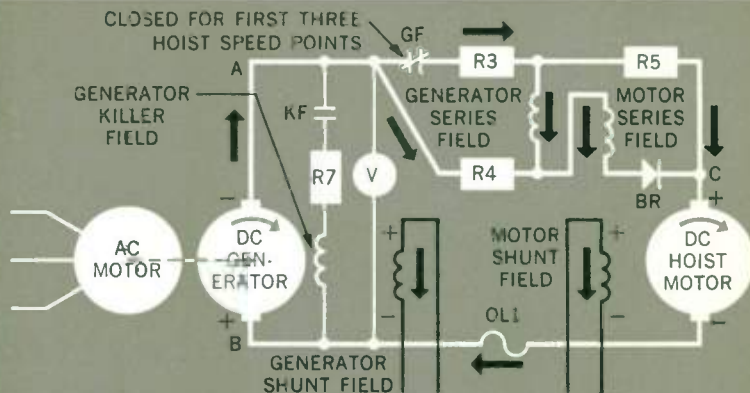 CLOSED FOR FIRST THREE
HOIST SPEED POINTS
GF
A
R3
R5
GENERATOR
KILLER
FIELD
KF
GENERATOR
SERIES
FIELD
MOTOR
SERIES
FIELD
R7
V
R4
C
BR
+
-
AC
MOTOR
DC
GEN-
ERATOR
+
-
MOTOR
SHUNT
FIELD
+
-
DC
HOIST
MOTOR
-
+
B
OL1
GENERATOR
SHUNT FIELD